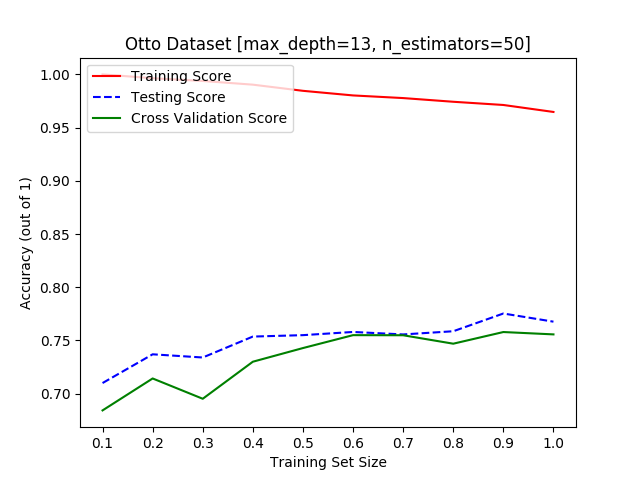 Otto Dataset [max_depth=13, n_estimators=50]
Training Score
Testing Score
Cross Validation Score
Accuracy (out of 1)
1.00
0.95
0.90
0.85
0.80
0.75
0.70
0.1 0.2 0.3 0.4 0.5 0.6 0.7 0.8 0.9 1.0
Training Set Size